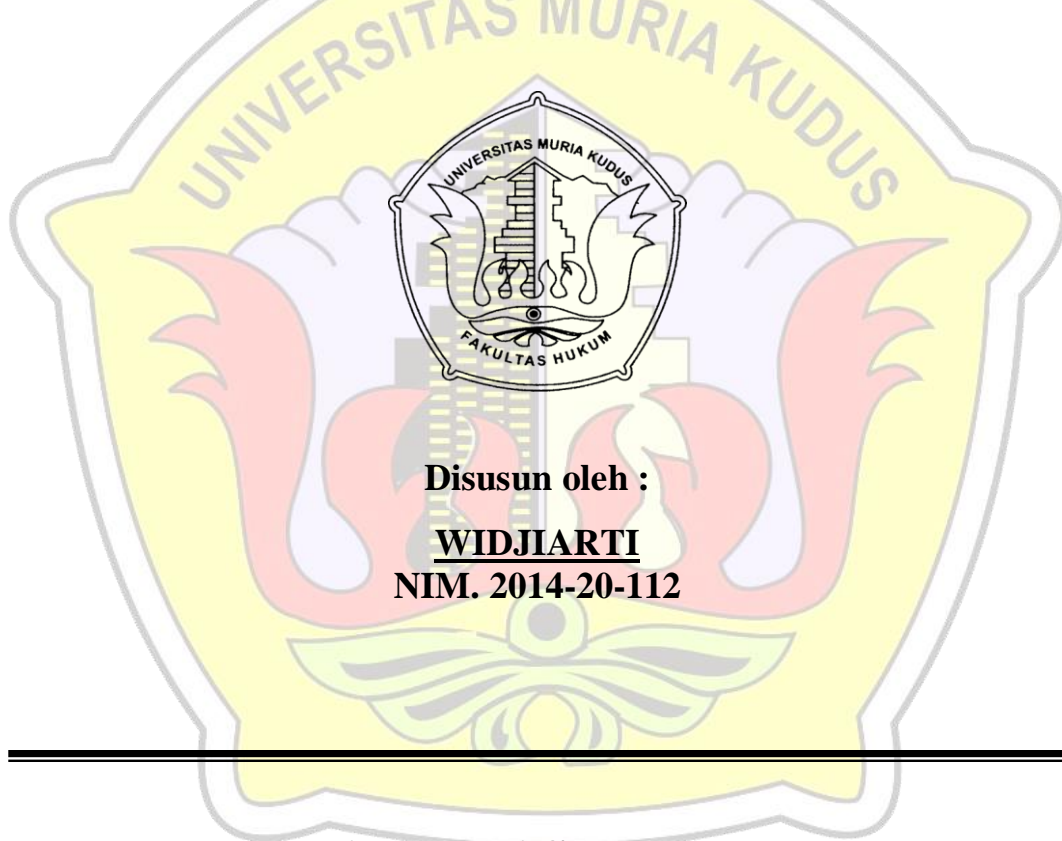 UNIVERSITAS MURIA KUDUS
UNIVERSITAS MURIA KUDUS
FAKULTAS HUKUM
Disusun oleh :
WIDJIARTI
NIM. 2014-20-112